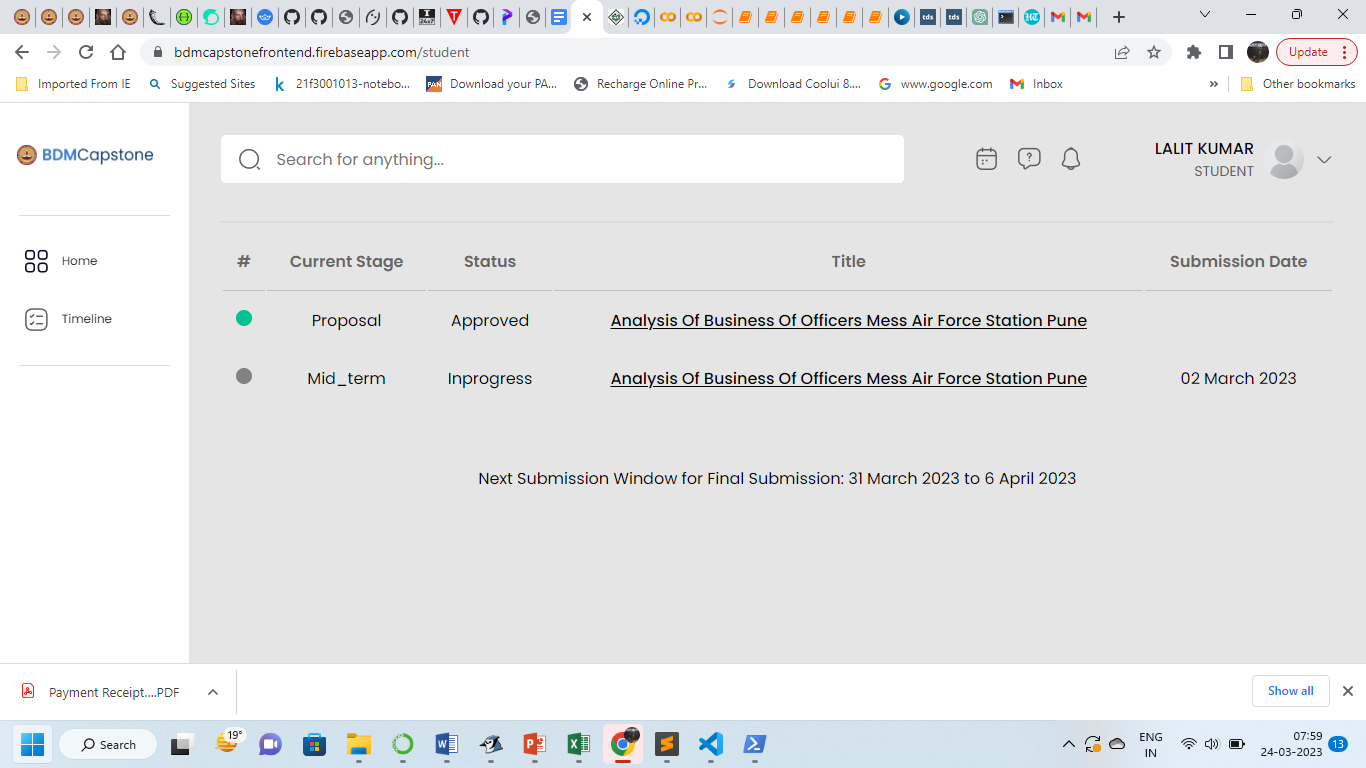 24x7
T
tds
tds
Update
bdmcapstonefrontend.firebaseapp.com/student
Imported From IE
Suggested Sites
k
21f3001013-notebo...
PAN
Download your PA...
Recharge Online Pr...
Download Coolui 8....
www.google.com
Inbox
»
Other bookmarks
BDMCapstone
Search for anything...
LALIT KUMAR
STUDENT
Home
Timeline
# Current Stage Status Title Submission Date
Proposal Approved Analysis Of Business Of Officers Mess Air Force Station Pune
Mid_term Inprogress Analysis Of Business Of Officers Mess Air Force Station Pune 02 March 2023
Next Submission Window for Final Submission: 31 March 2023 to 6 April 2023
Payment Receipt....PDF
Show all
Search
19°
ENG
IN
07:59
24-03-2023
13